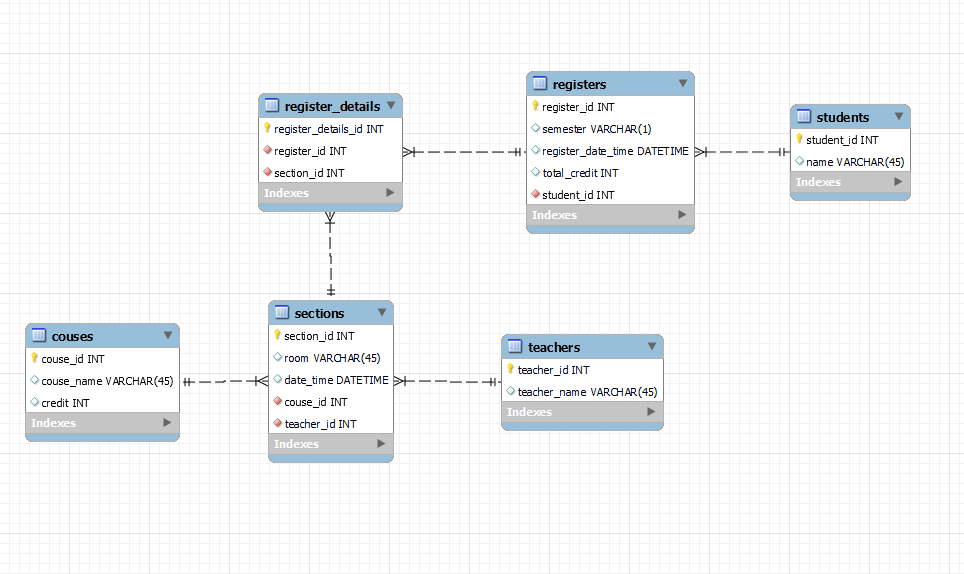 register_details
register_details_id INT
register_id INT
section_id INT
Indexes
registers
register_id INT
semester VARCHAR(1)
register_date_time DATETIME
total_credit INT
student_id INT
Indexes
students
student_id INT
name VARCHAR(45)
Indexes
couses
couse_id INT
couse_name VARCHAR(45)
credit INT
Indexes
sections
section_id INT
room VARCHAR(45)
date_time DATETIME
couse_id INT
teacher_id INT
Indexes
teachers
teacher_id INT
teacher_name VARCHAR(45)
Indexes